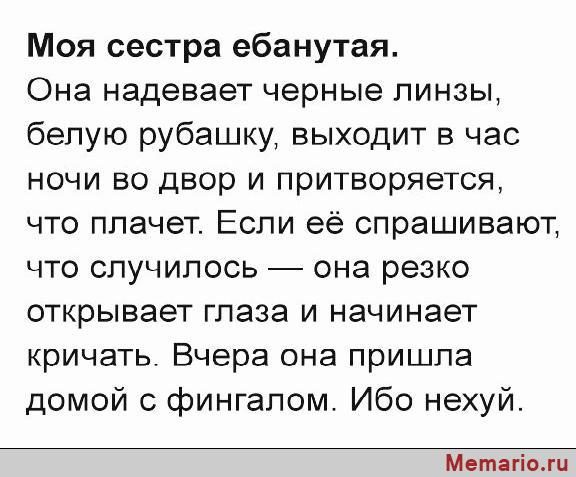 Моя сестра ебанутая.
Она надевает черные линзы,
белую рубашку, выходит в час
ночи во двор и притворяется,
что плачет. Если её спрашивают,
что случилось — она резко
открывает глаза и начинает
кричать. Вчера она пришла
домой с фингалом. Ибо нехуй.
Memario.ru